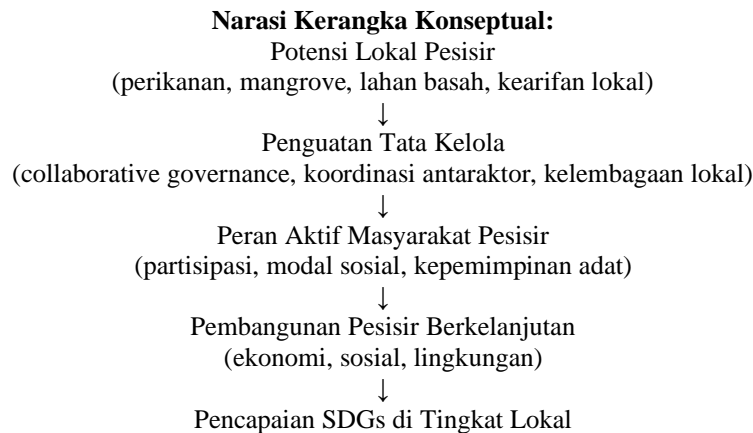 Narasi Kerangka Konseptual:
Potensi Lokal Pesisir
(perikanan, mangrove, lahan basah, kearifan lokal)
↓
Penguatan Tata Kelola
(collaborative governance, koordinasi antaraktor, kelembagaan lokal)
↓
Peran Aktif Masyarakat Pesisir
(partisipasi, modal sosial, kepemimpinan adat)
↓
Pembangunan Pesisir Berkelanjutan
(ekonomi, sosial, lingkungan)
↓
Pencapaian SDGs di Tingkat Lokal